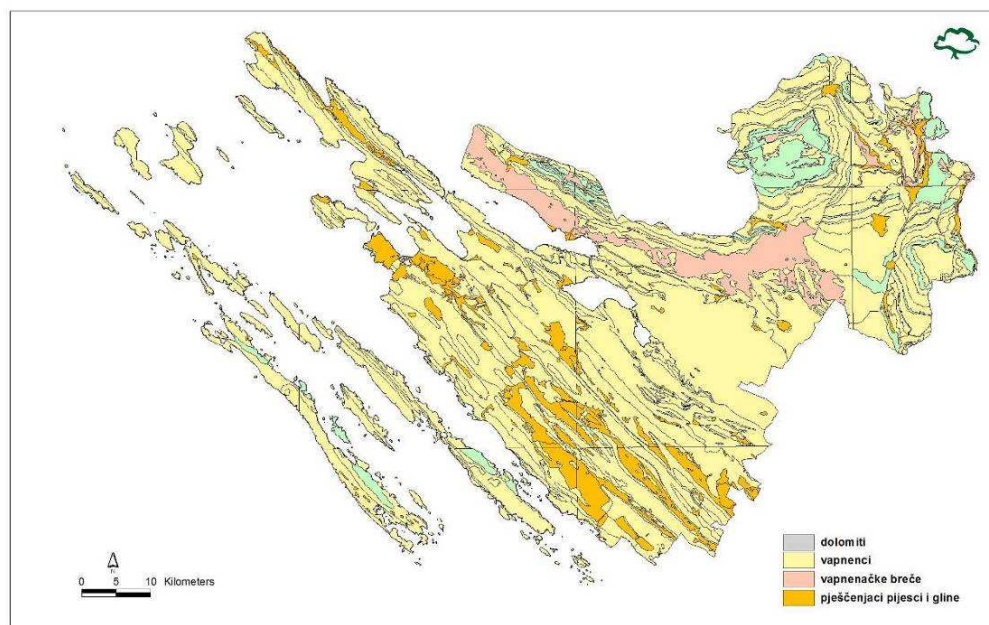 N
0 5 10 Kilometers
dolomiti
vapnenci
vapnenačke breče
pješčenjaci pijesci i gline